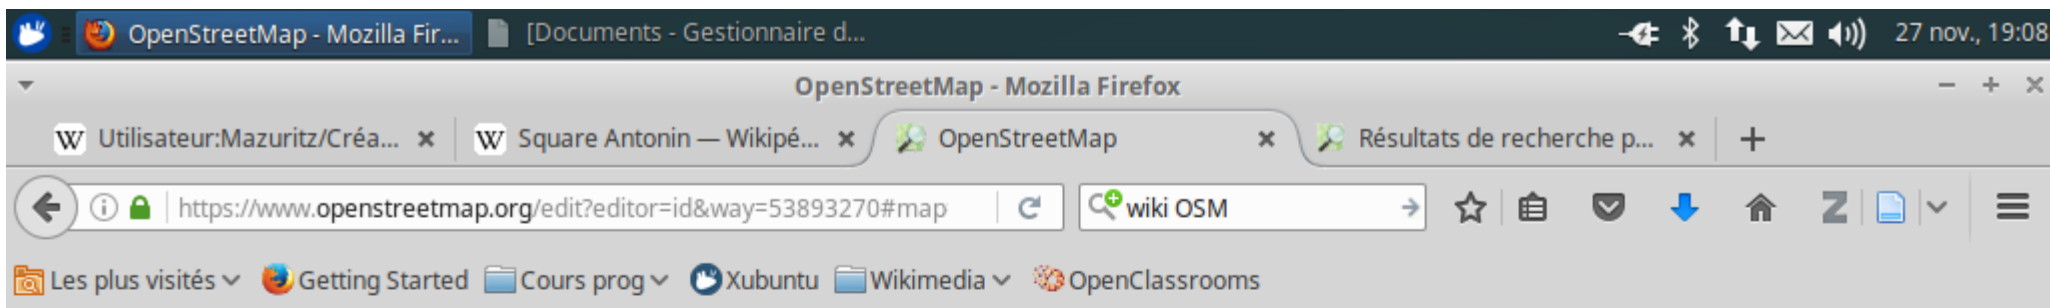 OpenStreetMap - Mozilla Fir... [Documents - Gestionnaire d... 27 nov., 19:08
OpenStreetMap - Mozilla Firefox
W Utilisateur:Mazuritz/Créa... W Square Antonin — Wikipé... OpenStreetMap Résultats de recherche p...
https://www.openstreetmap.org/edit?editor=id&way=53893270#map wiki OSM Z
Les plus visités Getting Started Cours prog Xubuntu Wikimedia OpenClassrooms